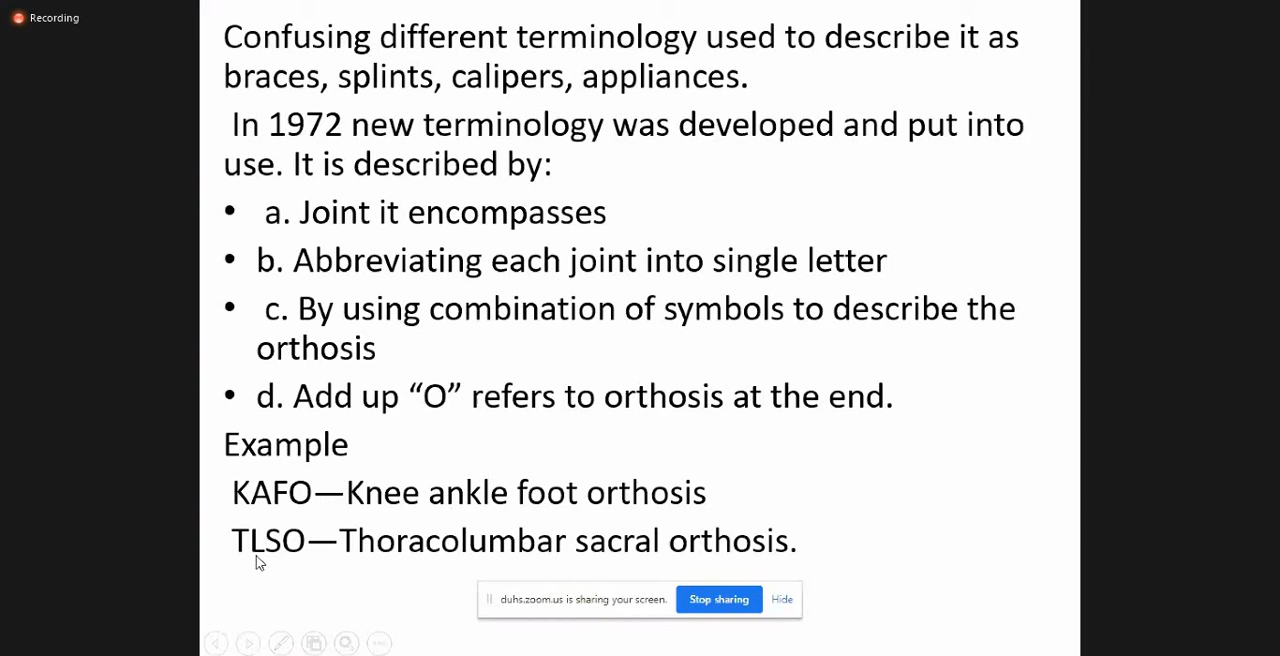 Recording
Confusing different terminology used to describe it as
braces, splints, calipers, appliances.
In 1972 new terminology was developed and put into
use. It is described by:
• a. Joint it encompasses
• b. Abbreviating each joint into single letter
• c. By using combination of symbols to describe the
orthosis
• d. Add up “O” refers to orthosis at the end.
Example
KAFO—Knee ankle foot orthosis
TLSO—Thoracolumbar sacral orthosis.
duhs.zoom.us is sharing your screen. Stop sharing Hide